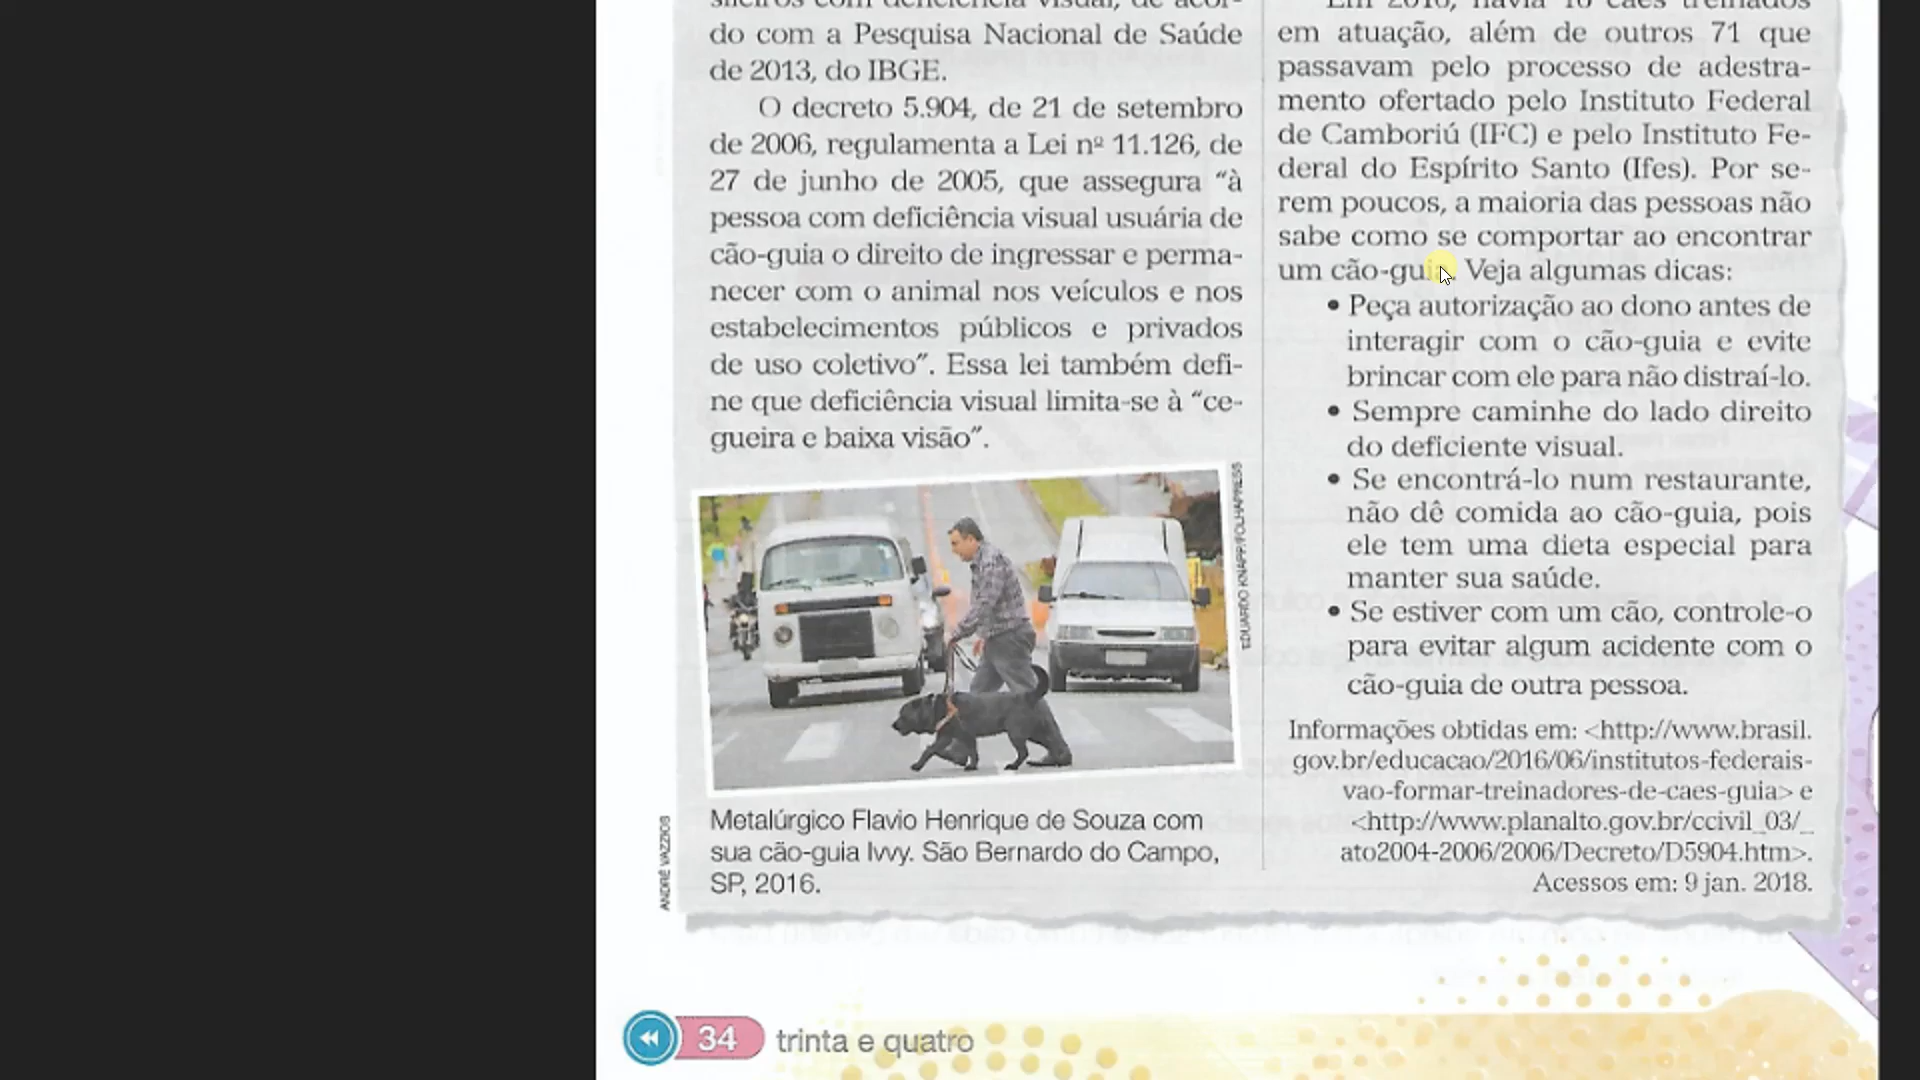 do com a Pesquisa Nacional de Saúde
de 2013, do IBGE.
O decreto 5.904, de 21 de setembro
de 2006, regulamenta a Lei nº 11.126, de
27 de junho de 2005, que assegura “à
pessoa com deficiência visual usuária de
cão-guia o direito de ingressar e perma-
necer com o animal nos veículos e nos
estabelecimentos públicos e privados
de uso coletivo”. Essa lei também defi-
ne que deficiência visual limita-se à “ce-
gueira e baixa visão”.
EDUARDO KNAPP/FOLHAPRESS
ANDRÉ VAZZIOS
Metalúrgico Flavio Henrique de Souza com
sua cão-guia Ivvy. São Bernardo do Campo,
SP, 2016.
em atuação, além de outros 71 que
passavam pelo processo de adestra-
mento ofertado pelo Instituto Federal
de Camboriú (IFC) e pelo Instituto Fe-
deral do Espírito Santo (Ifes). Por se-
rem poucos, a maioria das pessoas não
sabe como se comportar ao encontrar
um cão-guia. Veja algumas dicas:
• Peça autorização ao dono antes de
interagir com o cão-guia e evite
brincar com ele para não distraí-lo.
• Sempre caminhe do lado direito
do deficiente visual.
• Se encontrá-lo num restaurante,
não dê comida ao cão-guia, pois
ele tem uma dieta especial para
manter sua saúde.
• Se estiver com um cão, controle-o
para evitar algum acidente com o
cão-guia de outra pessoa.
Informações obtidas em: <http://www.brasil.
gov.br/educacao/2016/06/institutos-federais-
vao-formar-treinadores-de-caes-guia> e
<http://www.planalto.gov.br/ccivil_03/_
ato2004-2006/2006/Decreto/D5904.htm>.
Acessos em: 9 jan. 2018.
34 trinta e quatro